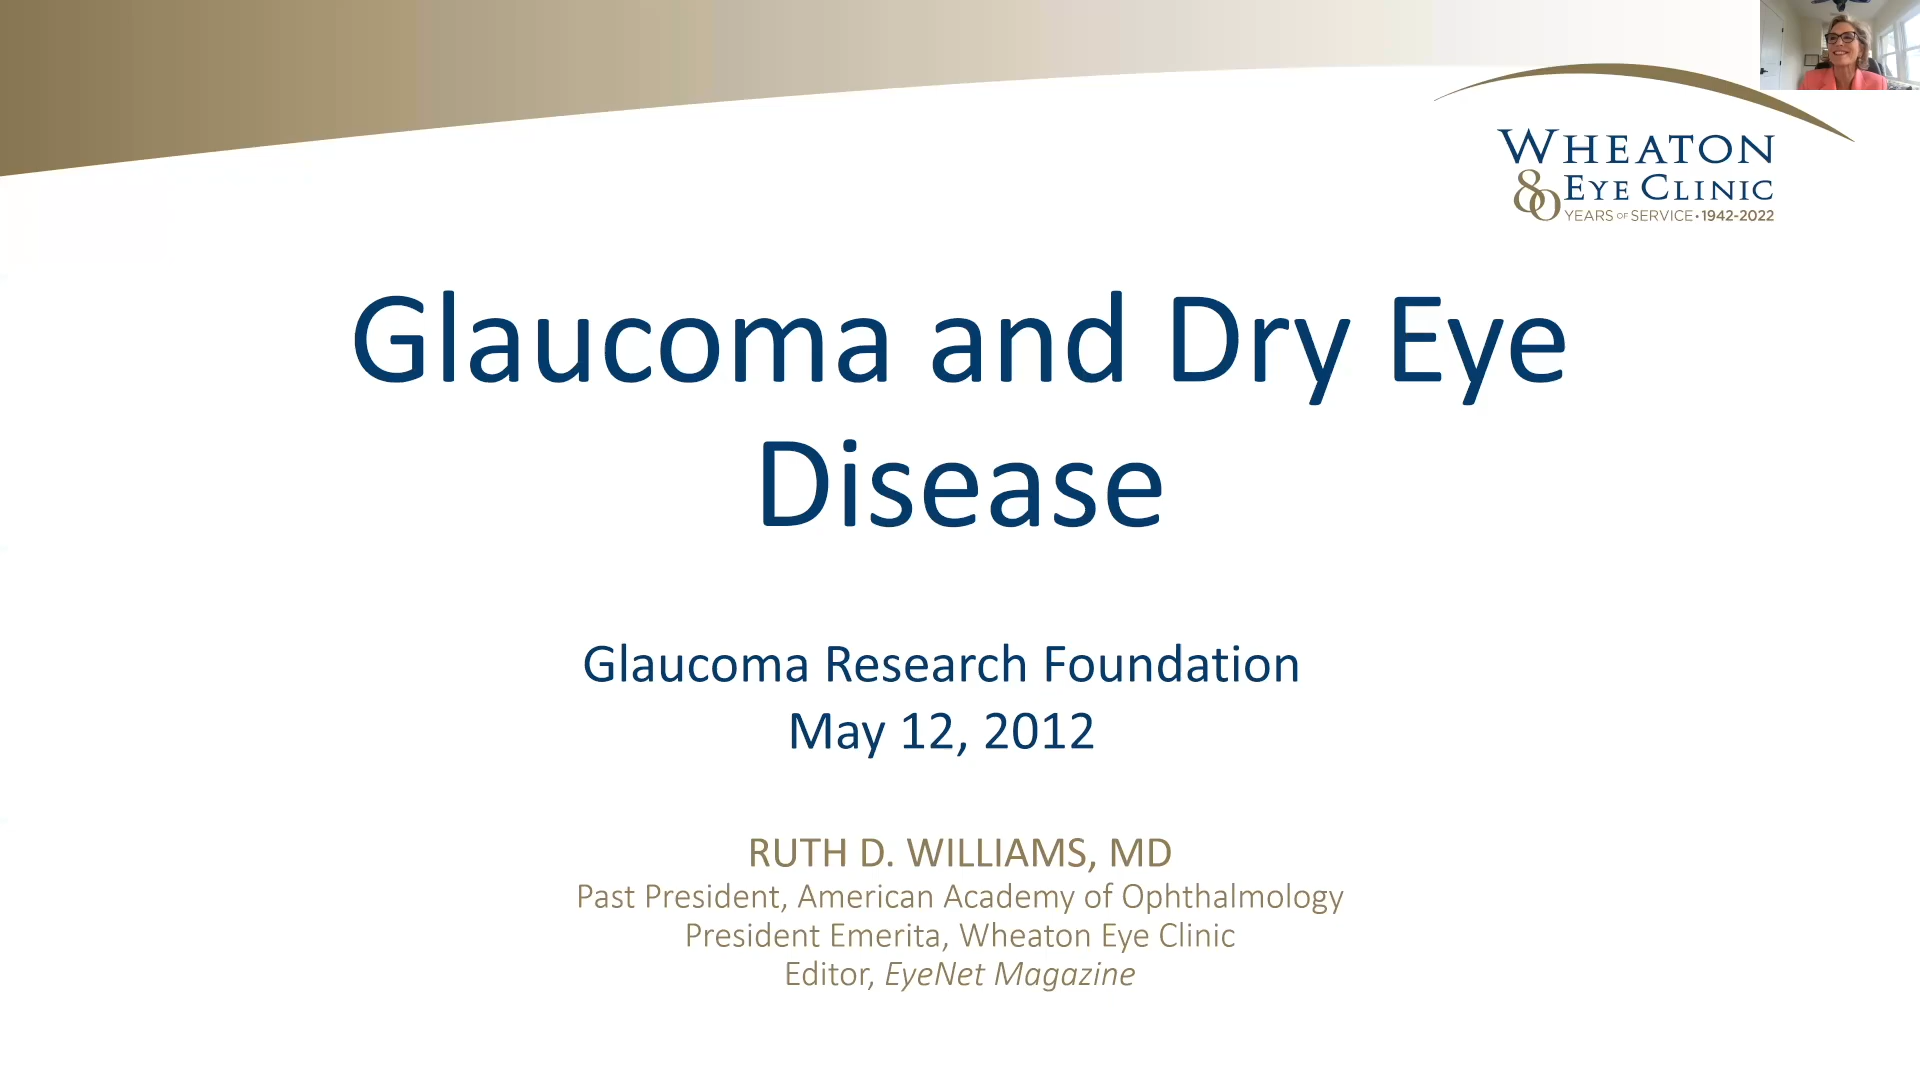 WHEATON
80 EYE CLINIC
YEARS OF SERVICE • 1942-2022
Glaucoma and Dry Eye
Disease
Glaucoma Research Foundation
May 12, 2012
RUTH D. WILLIAMS, MD
Past President, American Academy of Ophthalmology
President Emerita, Wheaton Eye Clinic
Editor, EyeNet Magazine